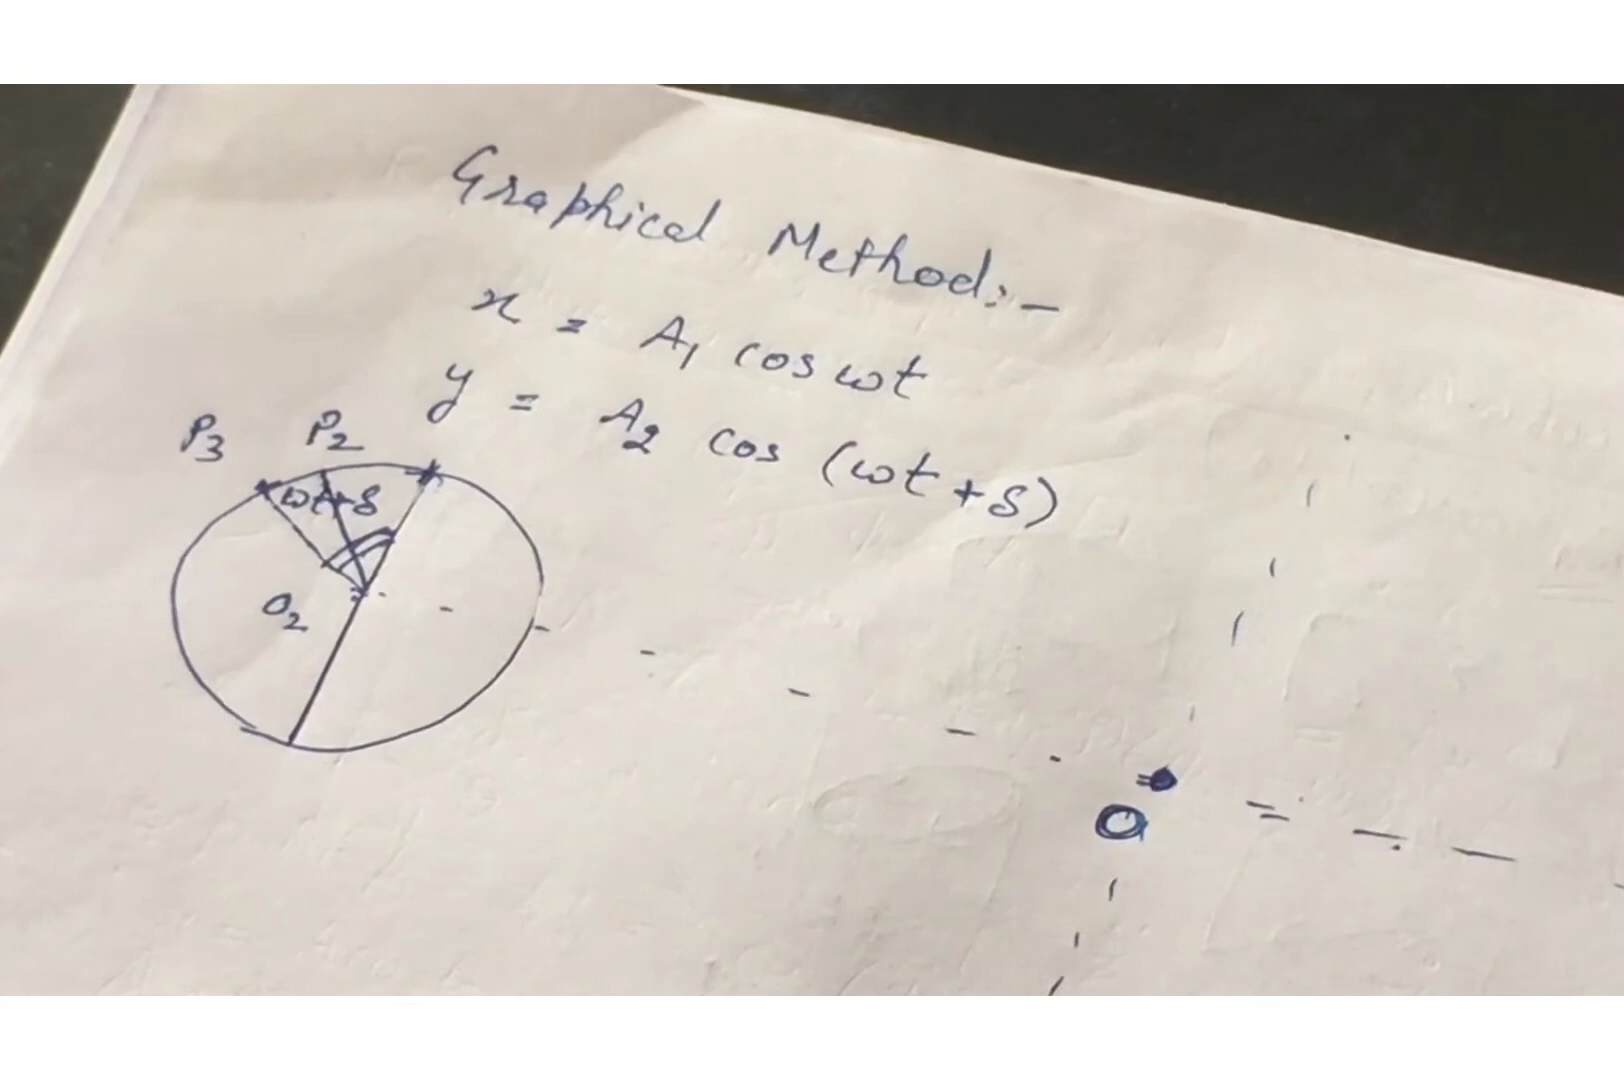 Graphical Method:-
x = A₁ cos ωt
y = A₂ cos (ωt + δ)
P₃ P₂
ωt+δ
O₂
O